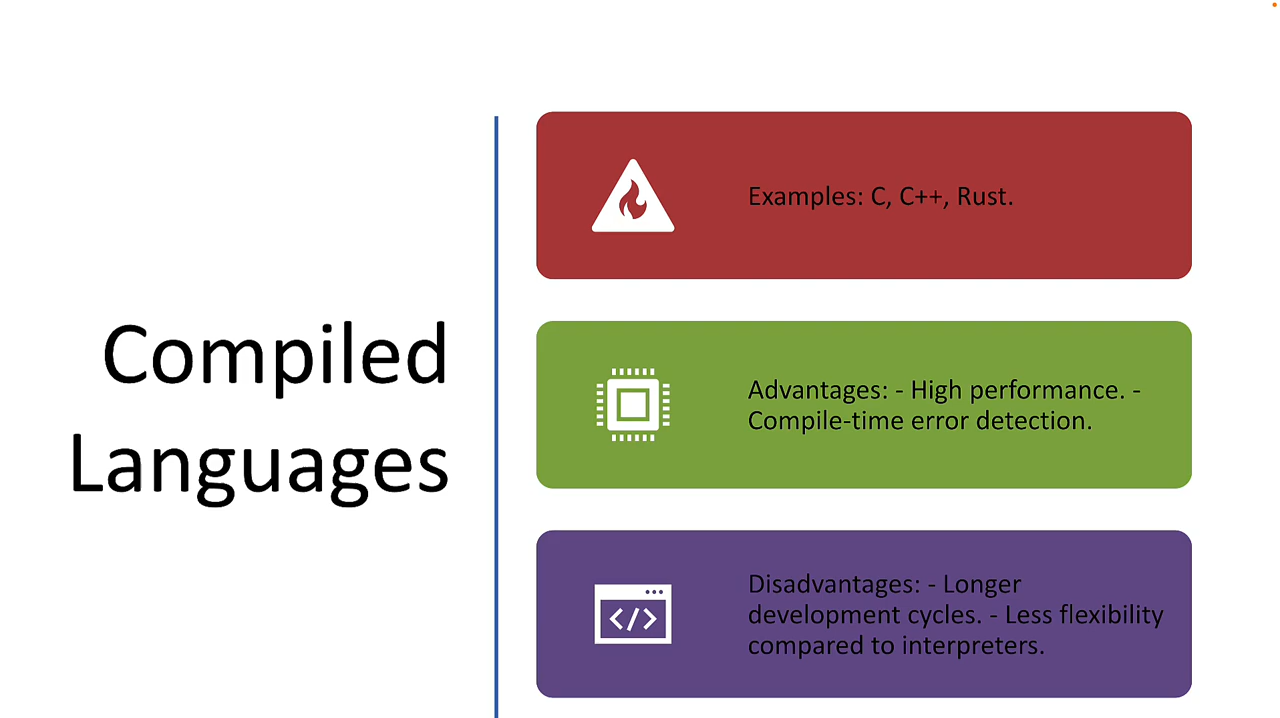 Compiled
Languages
Examples: C, C++, Rust.
Advantages: - High performance. -
Compile-time error detection.
Disadvantages: - Longer
development cycles. - Less flexibility
compared to interpreters.